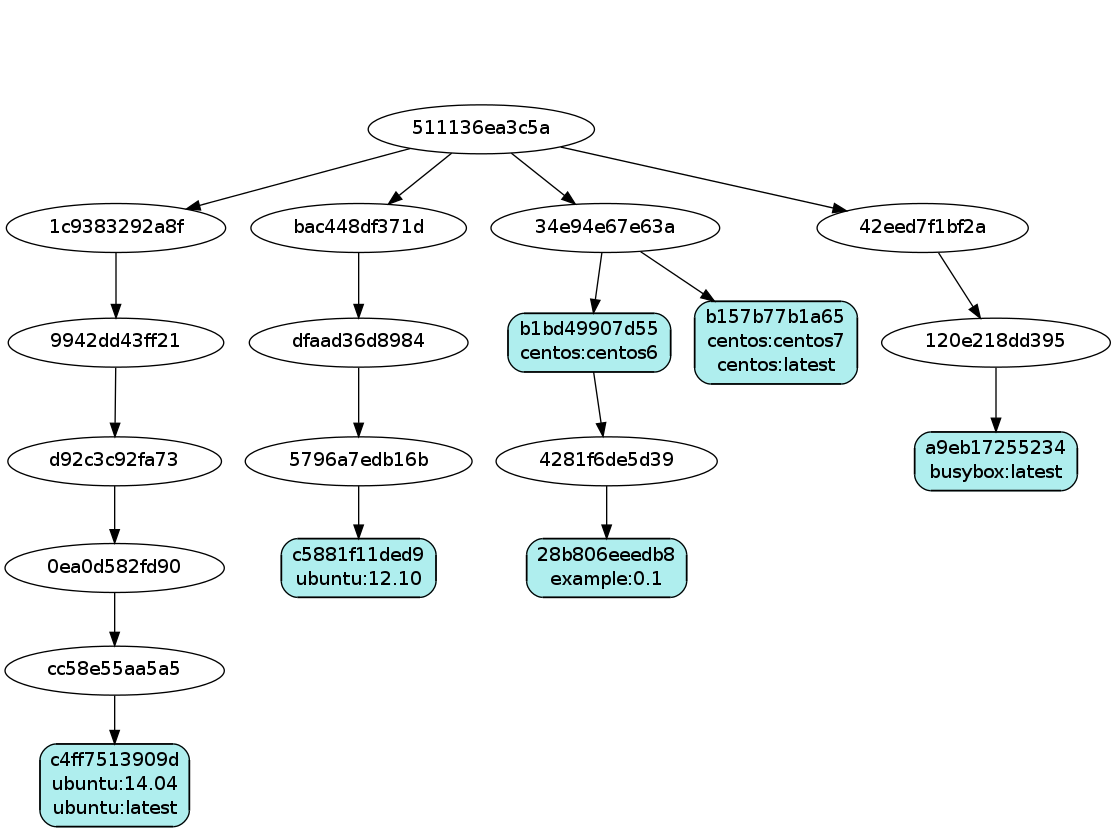 511136ea3c5a
1c9383292a8f
bac448df371d
34e94e67e63a
42eed7f1bf2a
9942dd43ff21
dfaad36d8984
b1bd49907d55
centos:centos6
b157b77b1a65
centos:centos7
centos:latest
120e218dd395
d92c3c92fa73
5796a7edb16b
4281f6de5d39
a9eb17255234
busybox:latest
0ea0d582fd90
c5881f11ded9
ubuntu:12.10
28b806eeedb8
example:0.1
cc58e55aa5a5
c4ff7513909d
ubuntu:14.04
ubuntu:latest